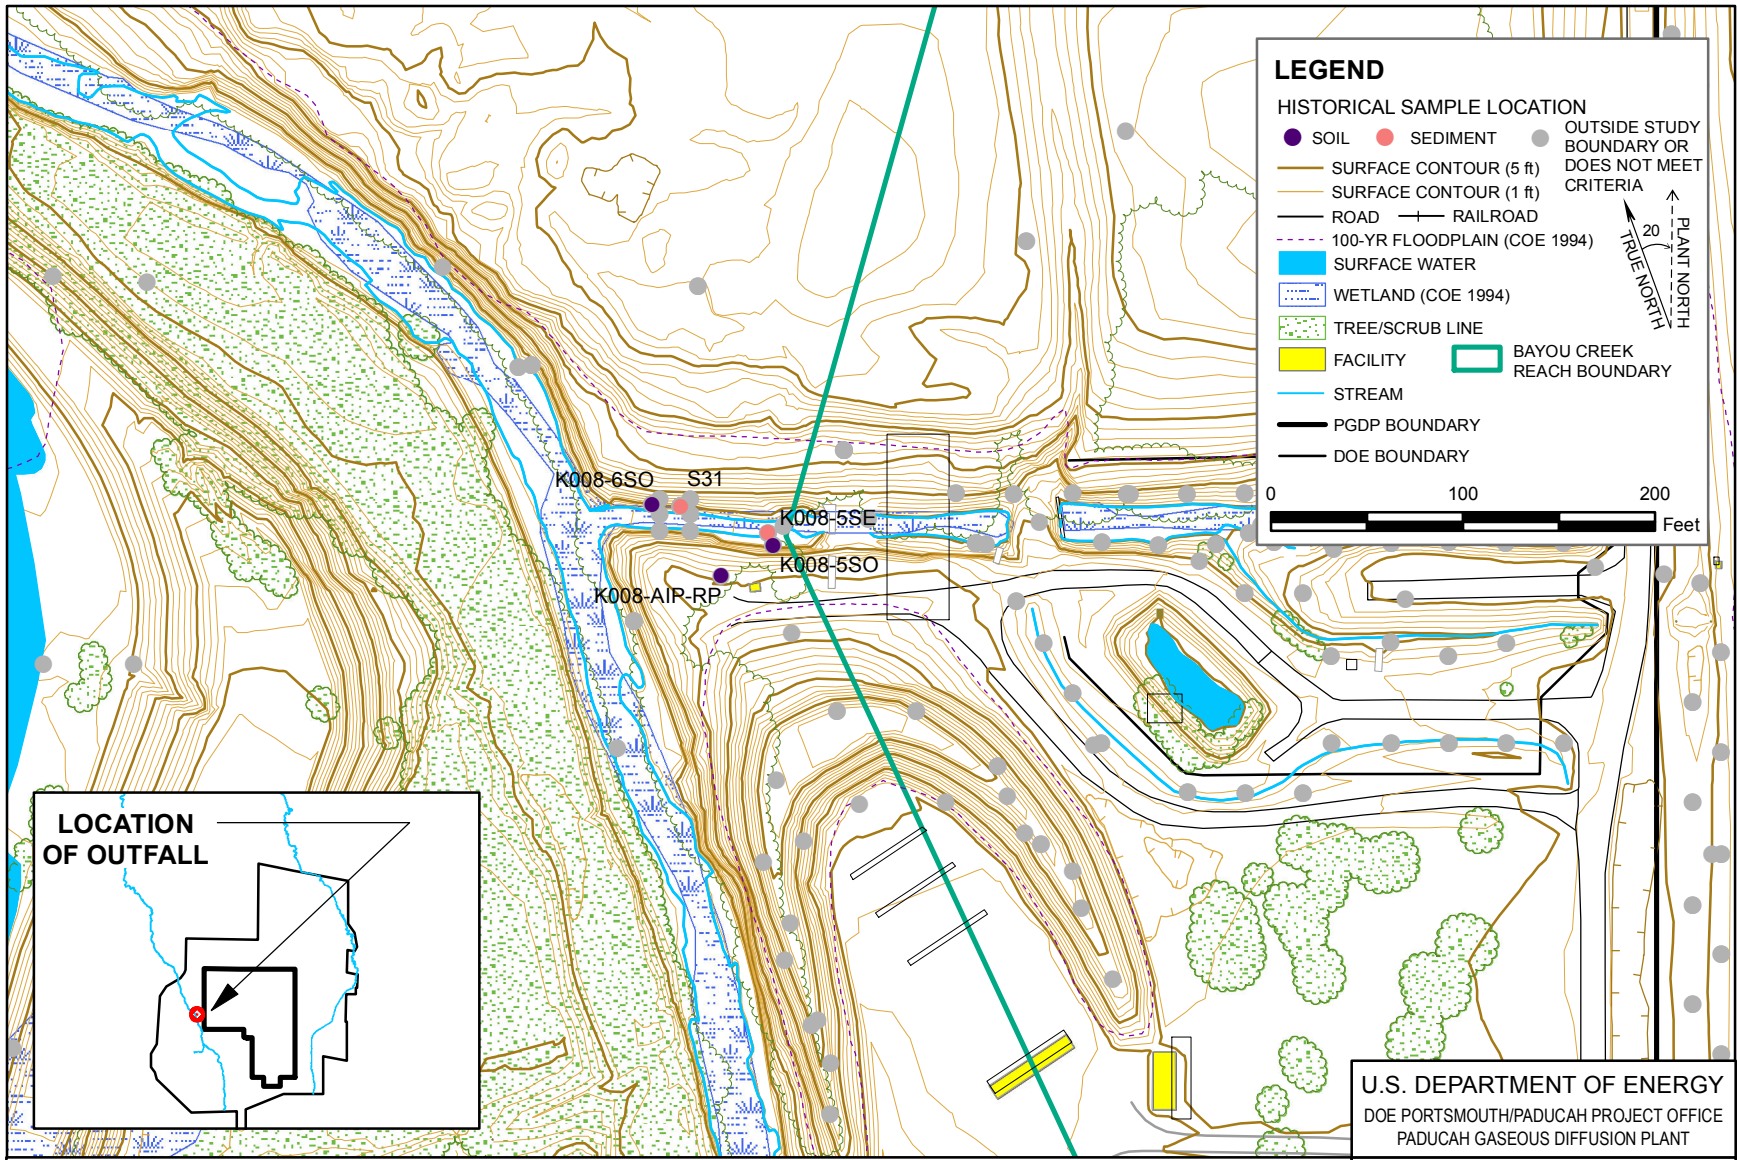 LEGEND
HISTORICAL SAMPLE LOCATION
SOIL SEDIMENT OUTSIDE STUDY
BOUNDARY OR
DOES NOT MEET
CRITERIA
SURFACE CONTOUR (5 ft)
SURFACE CONTOUR (1 ft)
ROAD RAILROAD
100-YR FLOODPLAIN (COE 1994)
SURFACE WATER
WETLAND (COE 1994)
TREE/SCRUB LINE
FACILITY
BAYOU CREEK
REACH BOUNDARY
STREAM
PGDP BOUNDARY
DOE BOUNDARY
20
TRUE NORTH
PLANT NORTH
0 100 200
Feet
K008-6SO
S31
K008-5SE
K008-5SO
K008-AIP-RP
LOCATION
OF OUTFALL
U.S. DEPARTMENT OF ENERGY
DOE PORTSMOUTH/PADUCAH PROJECT OFFICE
PADUCAH GASEOUS DIFFUSION PLANT